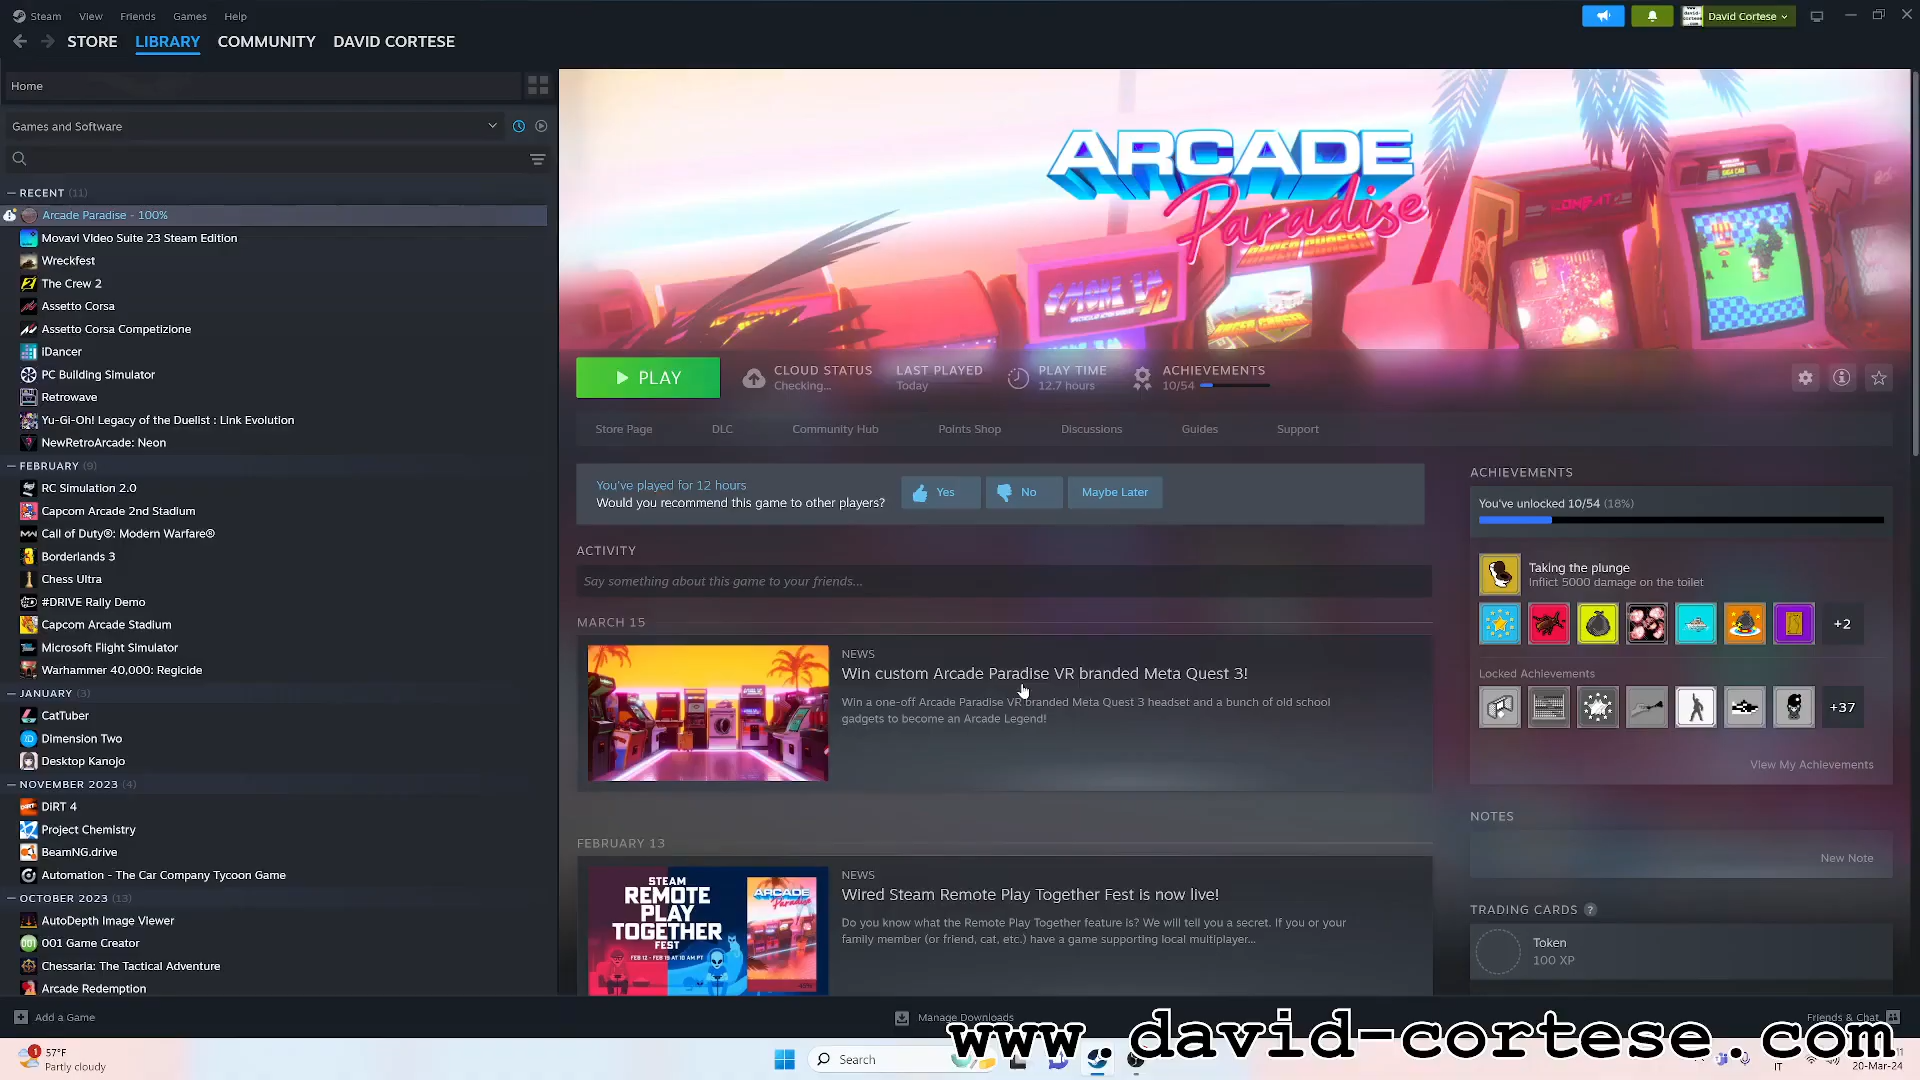 Steam View Friends Games Help
David Cortese
STORE LIBRARY COMMUNITY DAVID CORTESE
Home
Games and Software
RECENT (11)
Arcade Paradise - 100%
Movavi Video Suite 23 Steam Edition
Wreckfest
The Crew 2
Assetto Corsa
Assetto Corsa Competizione
iDancer
PC Building Simulator
Retrowave
Yu-Gi-Oh! Legacy of the Duelist : Link Evolution
NewRetroArcade: Neon
FEBRUARY (9)
RC Simulation 2.0
Capcom Arcade 2nd Stadium
Call of Duty®: Modern Warfare®
Borderlands 3
Chess Ultra
#DRIVE Rally Demo
Capcom Arcade Stadium
Microsoft Flight Simulator
Warhammer 40,000: Regicide
JANUARY (3)
CatTuber
Dimension Two
Desktop Kanojo
NOVEMBER 2023 (4)
DiRT 4
Project Chemistry
BeamNG.drive
Automation - The Car Company Tycoon Game
OCTOBER 2023 (13)
AutoDepth Image Viewer
001 Game Creator
Chessaria: The Tactical Adventure
Arcade Redemption
Add a Game
ARCADE
Paradise
PLAY
CLOUD STATUS
Checking...
LAST PLAYED
Today
PLAY TIME
12.7 hours
ACHIEVEMENTS
10/54
Store Page DLC Community Hub Points Shop Discussions Guides Support
You've played for 12 hours
Would you recommend this game to other players?
Yes No Maybe Later
ACTIVITY
Say something about this game to your friends...
MARCH 15
NEWS
Win custom Arcade Paradise VR branded Meta Quest 3!
Win a one-off Arcade Paradise VR branded Meta Quest 3 headset and a bunch of old school
gadgets to become an Arcade Legend!
FEBRUARY 13
STEAM
REMOTE
PLAY
TOGETHER
FEST
FEB 12 - FEB 19 AT 10 AM PT
ARCADE
Paradise
NEWS
Wired Steam Remote Play Together Fest is now live!
Do you know what the Remote Play Together feature is? We will tell you a secret. If you or your
family member (or friend, cat, etc.) have a game supporting local multiplayer...
ACHIEVEMENTS
You've unlocked 10/54 (18%)
Taking the plunge
Inflict 5000 damage on the toilet
+2
Locked Achievements
+37
View My Achievements
NOTES
New Note
TRADING CARDS ?
Token
100 XP
Manage Downloads
Friends & Chat
www.david-cortese.com
1
57°F
Partly cloudy
Search
IT
20-Mar-24